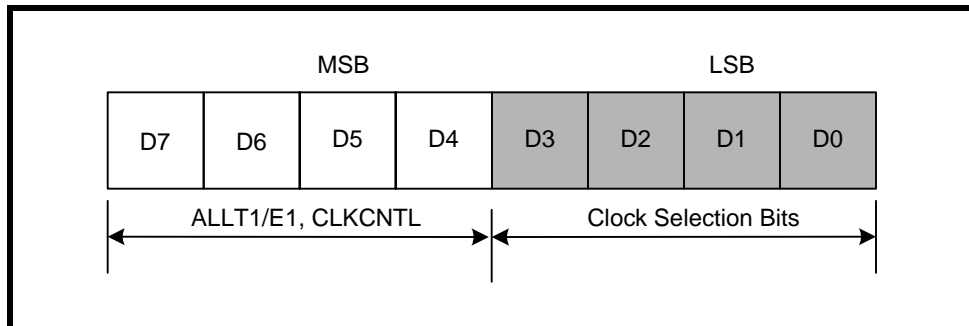 MSB LSB
D7 D6 D5 D4 D3 D2 D1 D0
ALLT1/E1, CLKCNTL Clock Selection Bits